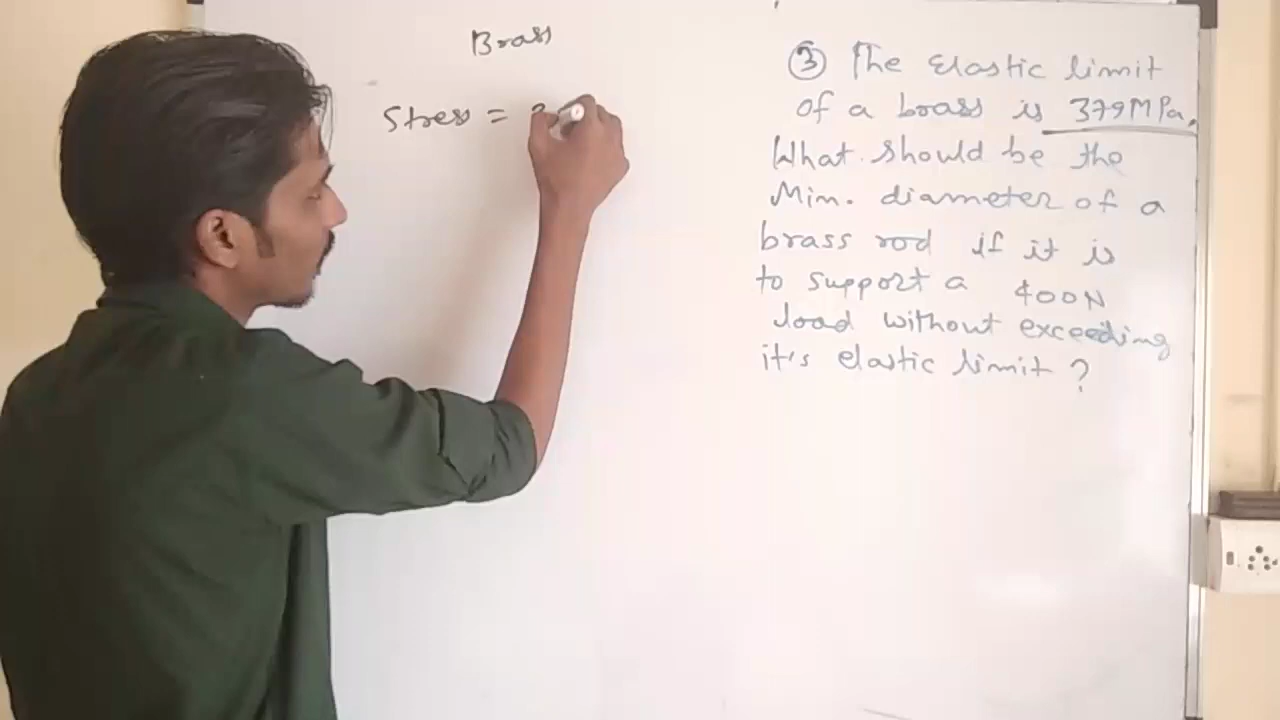 Brass
Stress = 3
③ The Elastic limit
of a brass is 379MPa.
What should be the
Min. diameter of a
brass rod if it is
to support a 400N
load without exceeding
it's elastic limit ?